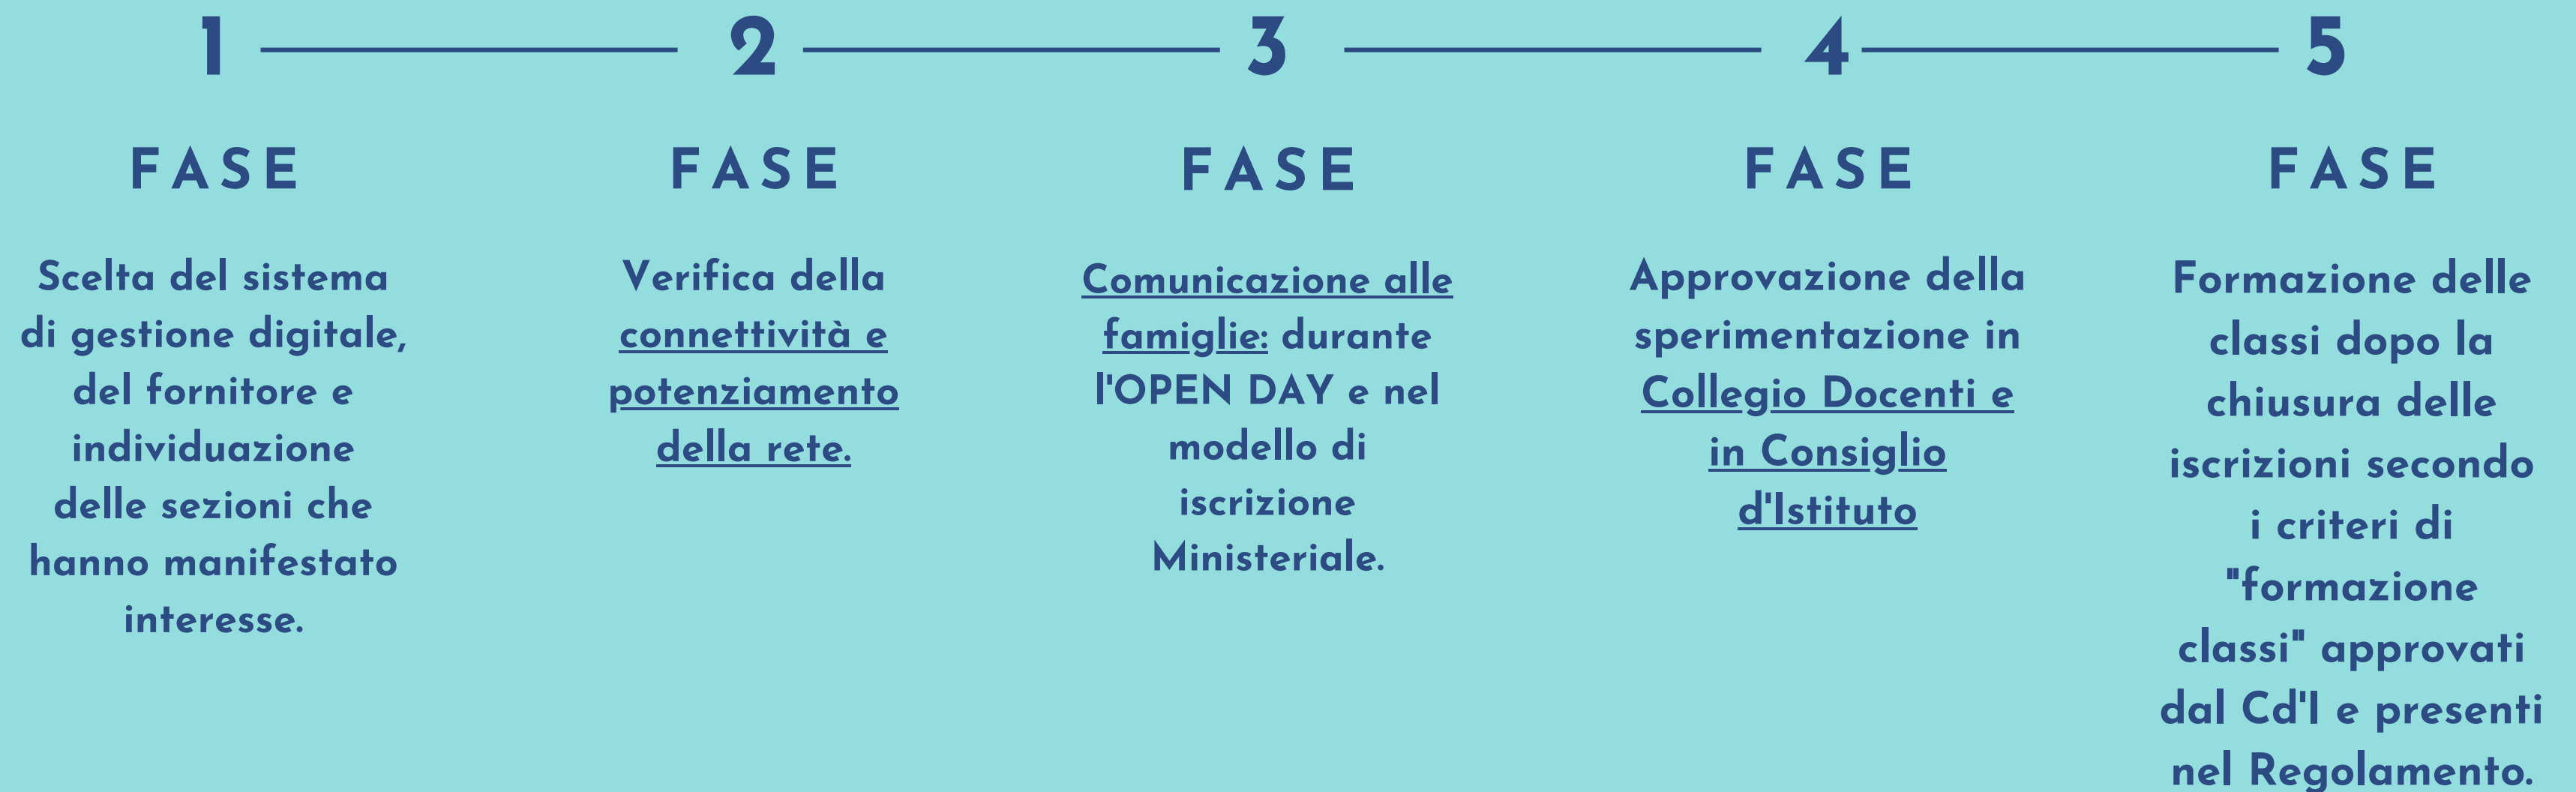 1
FASE
Scelta del sistema
di gestione digitale,
del fornitore e
individuazione
delle sezioni che
hanno manifestato
interesse.
2
FASE
Verifica della
connettività e
potenziamento
della rete.
3
FASE
Comunicazione alle
famiglie: durante
l'OPEN DAY e nel
modello di
iscrizione
Ministeriale.
4
FASE
Approvazione della
sperimentazione in
Collegio Docenti e
in Consiglio
d'Istituto
5
FASE
Formazione delle
classi dopo la
chiusura delle
iscrizioni secondo
i criteri di
"formazione
classi" approvati
dal Cd'I e presenti
nel Regolamento.